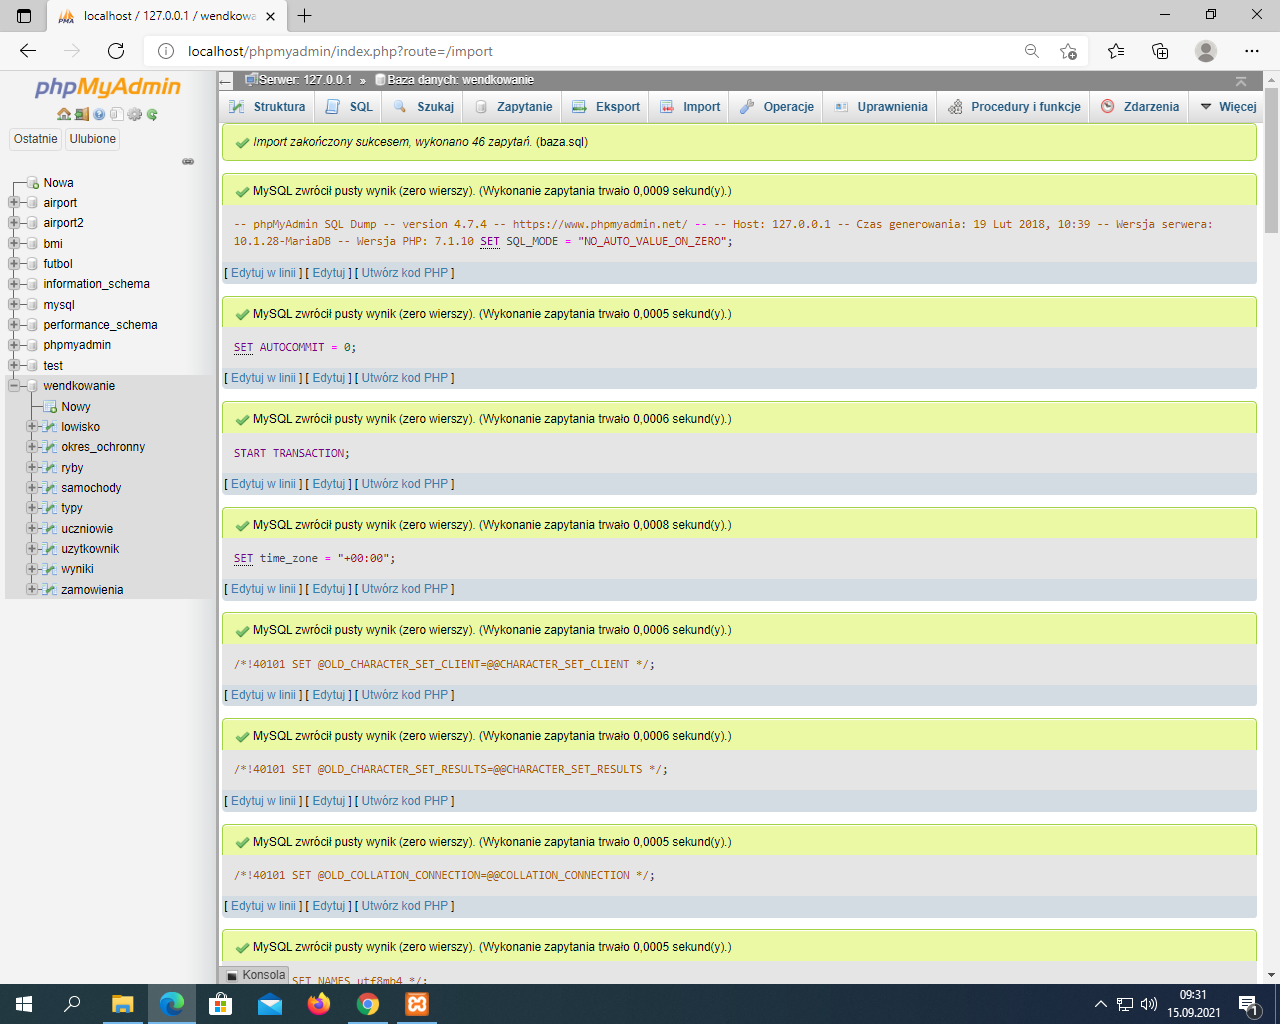 localhost / 127.0.0.1 / wendkowa
localhost/phpmyadmin/index.php?route=/import
phpMyAdmin
Ostatnie Ulubione
Nowa
airport
airport2
bmi
futbol
information_schema
mysql
performance_schema
phpmyadmin
test
wendkowanie
Nowy
lowisko
okres_ochronny
ryby
samochody
typy
uczniowie
uzytkownik
wyniki
zamowienia
Serwer: 127.0.0.1 » Baza danych: wendkowanie
Struktura SQL Szukaj Zapytanie Eksport Import Operacje Uprawnienia Procedury i funkcje Zdarzenia Więcej
Import zakończony sukcesem, wykonano 46 zapytań. (baza.sql)
MySQL zwrócił pusty wynik (zero wierszy). (Wykonanie zapytania trwało 0,0009 sekund(y).)
-- phpMyAdmin SQL Dump -- version 4.7.4 -- https://www.phpmyadmin.net/ -- -- Host: 127.0.0.1 -- Czas generowania: 19 Lut 2018, 10:39 -- Wersja serwera:
10.1.28-MariaDB -- Wersja PHP: 7.1.10 SET SQL_MODE = "NO_AUTO_VALUE_ON_ZERO";
[ Edytuj w linii ] [ Edytuj ] [ Utwórz kod PHP ]
MySQL zwrócił pusty wynik (zero wierszy). (Wykonanie zapytania trwało 0,0005 sekund(y).)
SET AUTOCOMMIT = 0;
[ Edytuj w linii ] [ Edytuj ] [ Utwórz kod PHP ]
MySQL zwrócił pusty wynik (zero wierszy). (Wykonanie zapytania trwało 0,0006 sekund(y).)
START TRANSACTION;
[ Edytuj w linii ] [ Edytuj ] [ Utwórz kod PHP ]
MySQL zwrócił pusty wynik (zero wierszy). (Wykonanie zapytania trwało 0,0008 sekund(y).)
SET time_zone = "+00:00";
[ Edytuj w linii ] [ Edytuj ] [ Utwórz kod PHP ]
MySQL zwrócił pusty wynik (zero wierszy). (Wykonanie zapytania trwało 0,0006 sekund(y).)
/*!40101 SET @OLD_CHARACTER_SET_CLIENT=@@CHARACTER_SET_CLIENT */;
[ Edytuj w linii ] [ Edytuj ] [ Utwórz kod PHP ]
MySQL zwrócił pusty wynik (zero wierszy). (Wykonanie zapytania trwało 0,0006 sekund(y).)
/*!40101 SET @OLD_CHARACTER_SET_RESULTS=@@CHARACTER_SET_RESULTS */;
[ Edytuj w linii ] [ Edytuj ] [ Utwórz kod PHP ]
MySQL zwrócił pusty wynik (zero wierszy). (Wykonanie zapytania trwało 0,0005 sekund(y).)
/*!40101 SET @OLD_COLLATION_CONNECTION=@@COLLATION_CONNECTION */;
[ Edytuj w linii ] [ Edytuj ] [ Utwórz kod PHP ]
MySQL zwrócił pusty wynik (zero wierszy). (Wykonanie zapytania trwało 0,0005 sekund(y).)
SET NAMES utf8mb4 */;
Konsola
09:31
15.09.2021
1